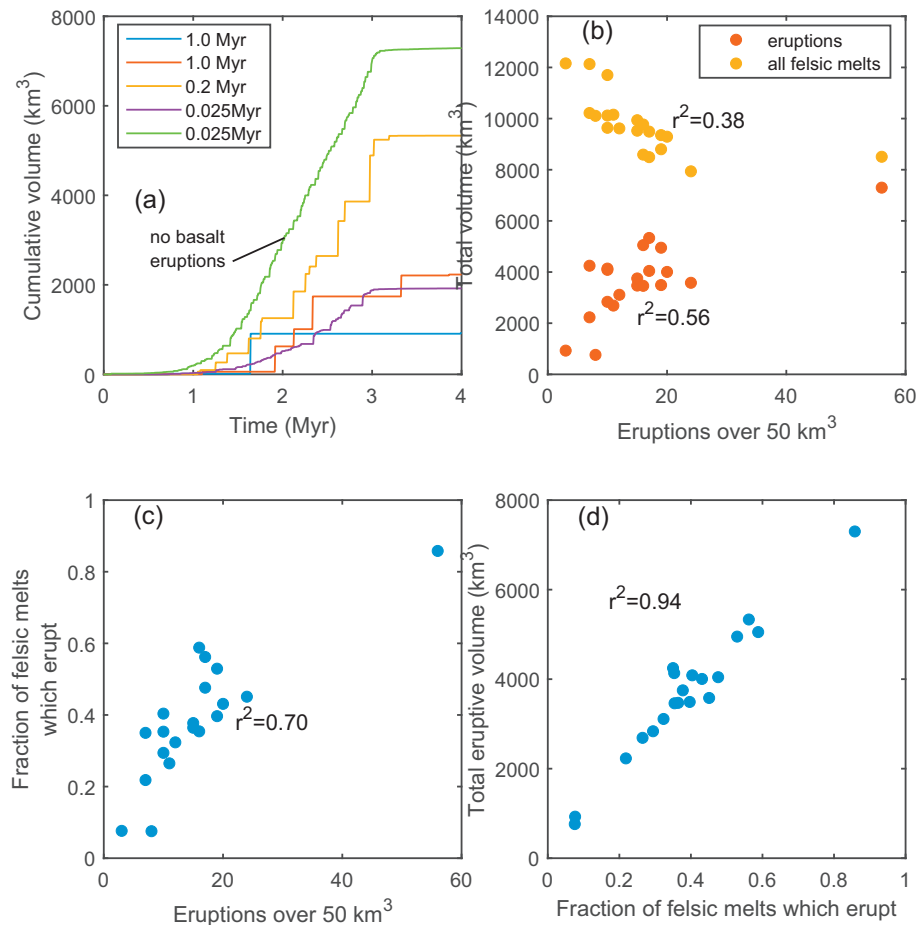 8000
6000
4000
2000
0
0
1
2
3
4
Cumulative volume (km³)
Time (Myr)
1.0 Myr
1.0 Myr
0.2 Myr
0.025Myr
0.025Myr
(a)
no basalt
eruptions
14000
12000
10000
8000
6000
4000
2000
0
0
20
40
60
Total volume (km³)
Eruptions over 50 km³
(b)
eruptions
all felsic melts
r²=0.38
r²=0.56
1
0.8
0.6
0.4
0.2
0
0
20
40
60
Fraction of felsic melts
which erupt
Eruptions over 50 km³
(c)
r²=0.70
8000
6000
4000
2000
0
0
0.2
0.4
0.6
0.8
1
Total eruptive volume (km³)
Fraction of felsic melts which erupt
(d)
r²=0.94